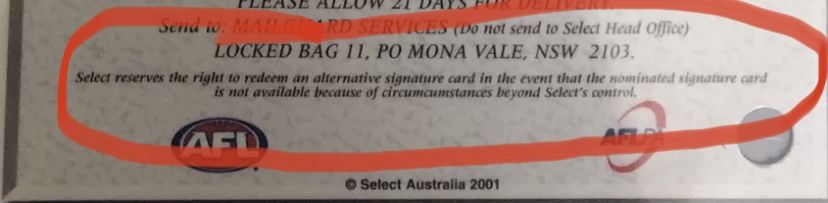 PLEASE ALLOW 21 DAYS FOR DELIVERY.
Send to: MAILGUARD SERVICES (Do not send to Select Head Office)
LOCKED BAG 11, PO MONA VALE, NSW 2103.
Select reserves the right to redeem an alternative signature card in the event that the nominated signature card
is not available because of circumcumstances beyond Select's control.
AFL
AFLPA
© Select Australia 2001